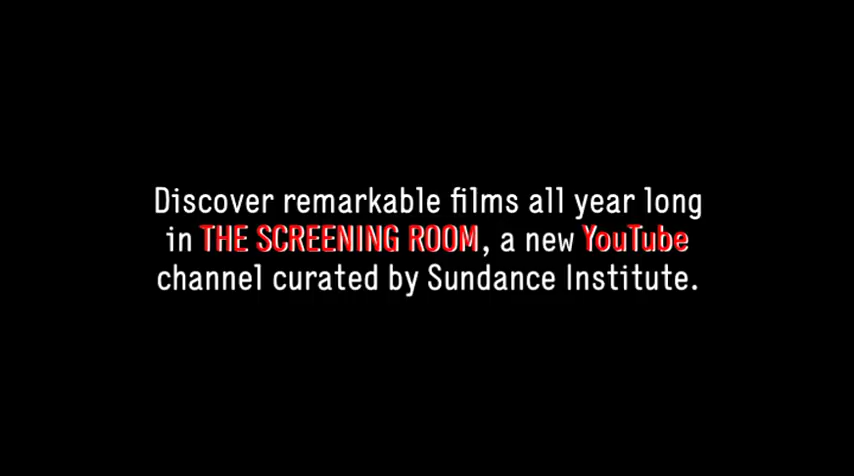 Discover remarkable films all year long
in THE SCREENING ROOM, a new YouTube
channel curated by Sundance Institute.